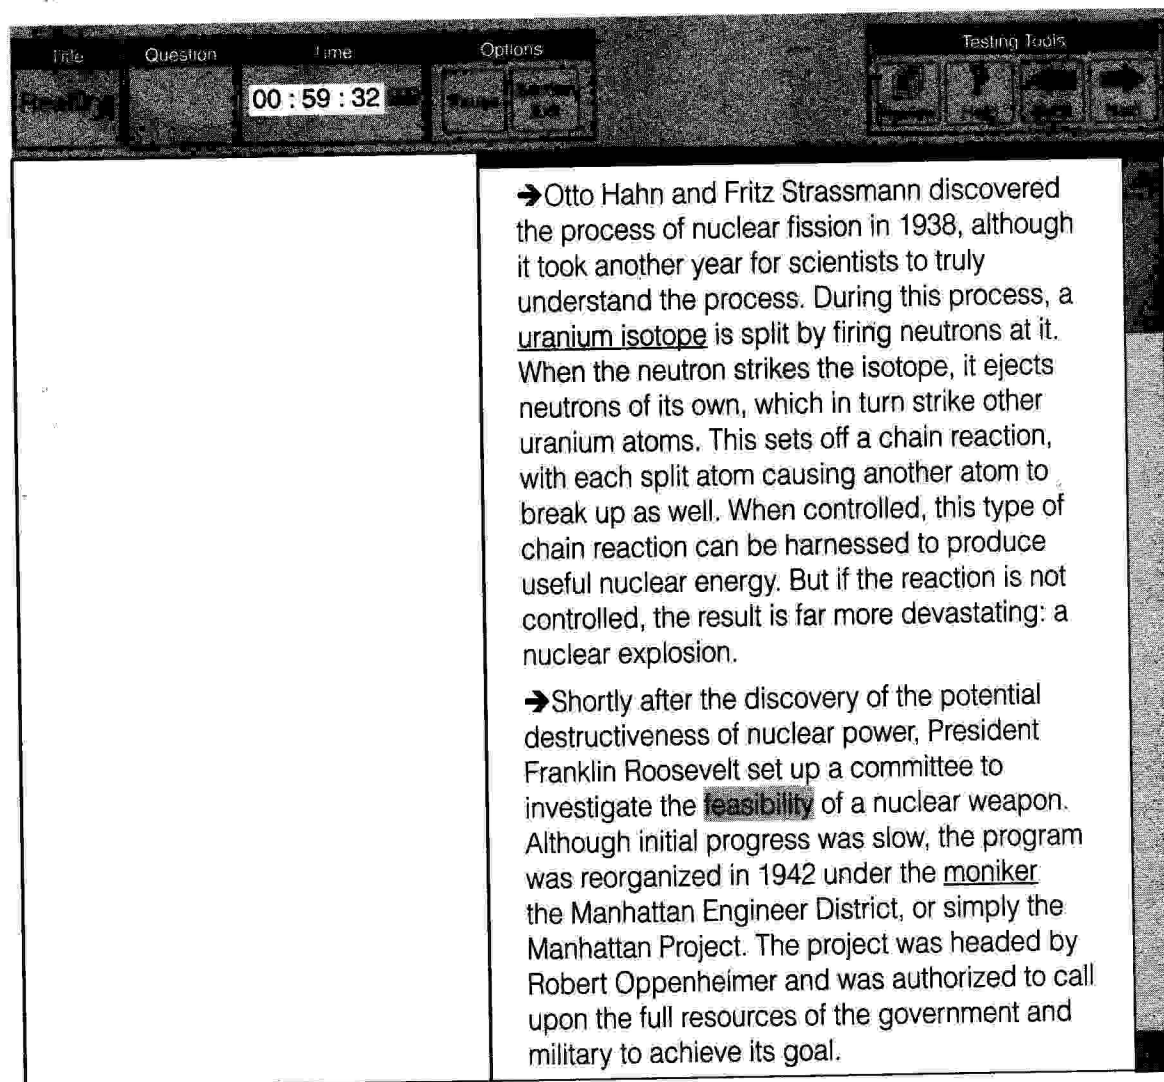 Title
Question
Time
Options
Testing Tools
Reading
00 : 59 : 32
Pause
Exit
Help
Back
Next
➔Otto Hahn and Fritz Strassmann discovered
the process of nuclear fission in 1938, although
it took another year for scientists to truly
understand the process. During this process, a
uranium isotope is split by firing neutrons at it.
When the neutron strikes the isotope, it ejects
neutrons of its own, which in turn strike other
uranium atoms. This sets off a chain reaction,
with each split atom causing another atom to
break up as well. When controlled, this type of
chain reaction can be harnessed to produce
useful nuclear energy. But if the reaction is not
controlled, the result is far more devastating: a
nuclear explosion.
➔Shortly after the discovery of the potential
destructiveness of nuclear power, President
Franklin Roosevelt set up a committee to
investigate the feasibility of a nuclear weapon.
Although initial progress was slow, the program
was reorganized in 1942 under the moniker
the Manhattan Engineer District, or simply the
Manhattan Project. The project was headed by
Robert Oppenheimer and was authorized to call
upon the full resources of the government and
military to achieve its goal.